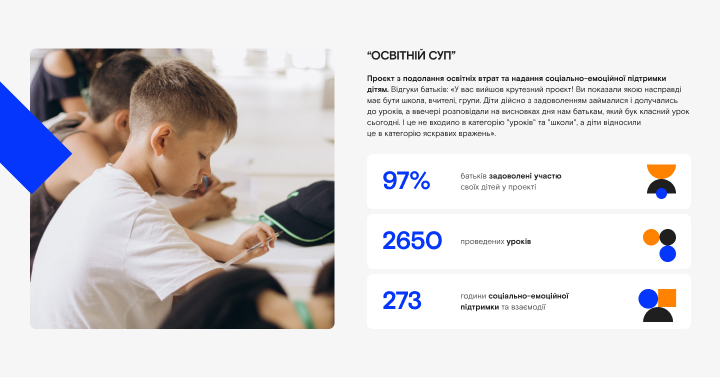 “ОСВІТНІЙ СУП”
Проєкт з подолання освітніх втрат та надання соціально-емоційної підтримки
дітям. Відгуки батьків: «У вас вийшов крутезний проєкт! Ви показали якою насправді
має бути школа, вчителі, групи. Діти дійсно з задоволенням займалися і долучались
до уроків, а ввечері розповідали на висновках дня нам батькам, який бук класний урок
сьогодні. І це не входило в категорію "уроків" та "школи", а діти відносили
це в категорію яскравих вражень».
97%
батьків задоволені участю
своїх дітей у проєкті
2650
проведених уроків
273
години соціально-емоційної
підтримки та взаємодії